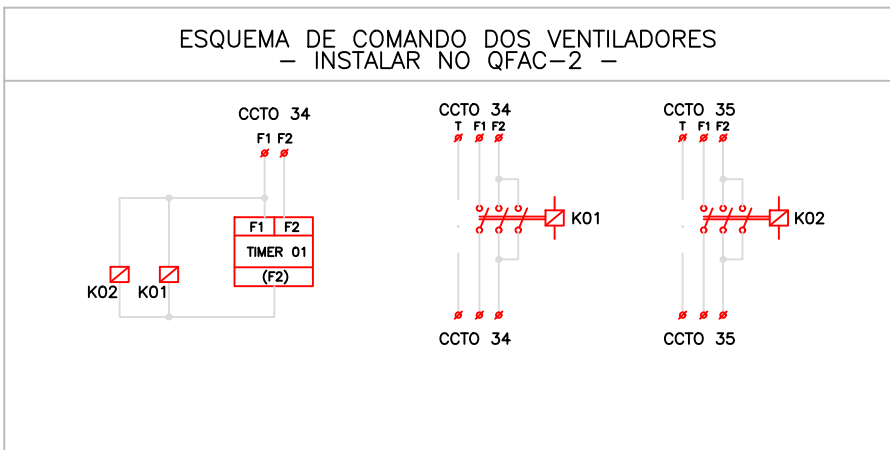 ESQUEMA DE COMANDO DOS VENTILADORES
— INSTALAR NO QFAC-2 —
CCTO 34
F1 F2
F1 F2
TIMER 01
(F2)
K02 K01
CCTO 34
T F1 F2
K01
CCTO 34
CCTO 35
T F1 F2
K02
CCTO 35